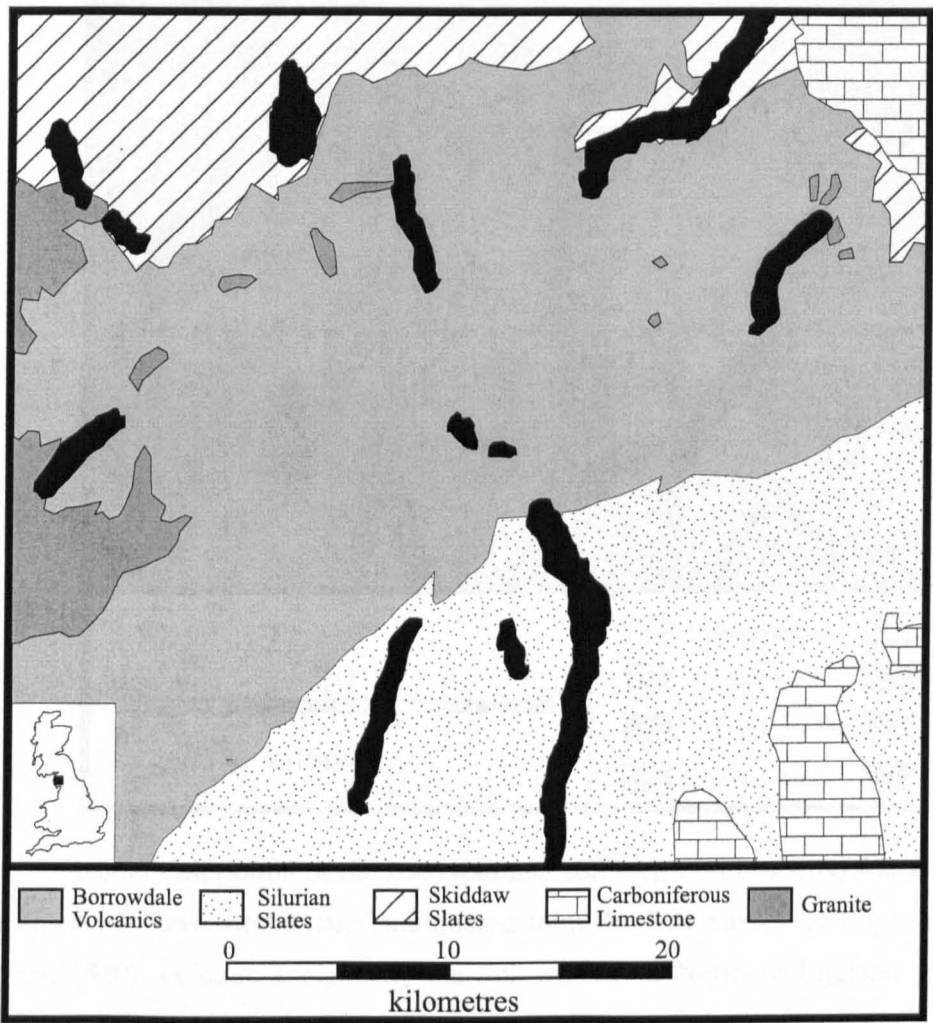 Borrowdale
Volcanics
Silurian
Slates
Skiddaw
Slates
Carboniferous
Limestone
Granite
0 10 20
kilometres